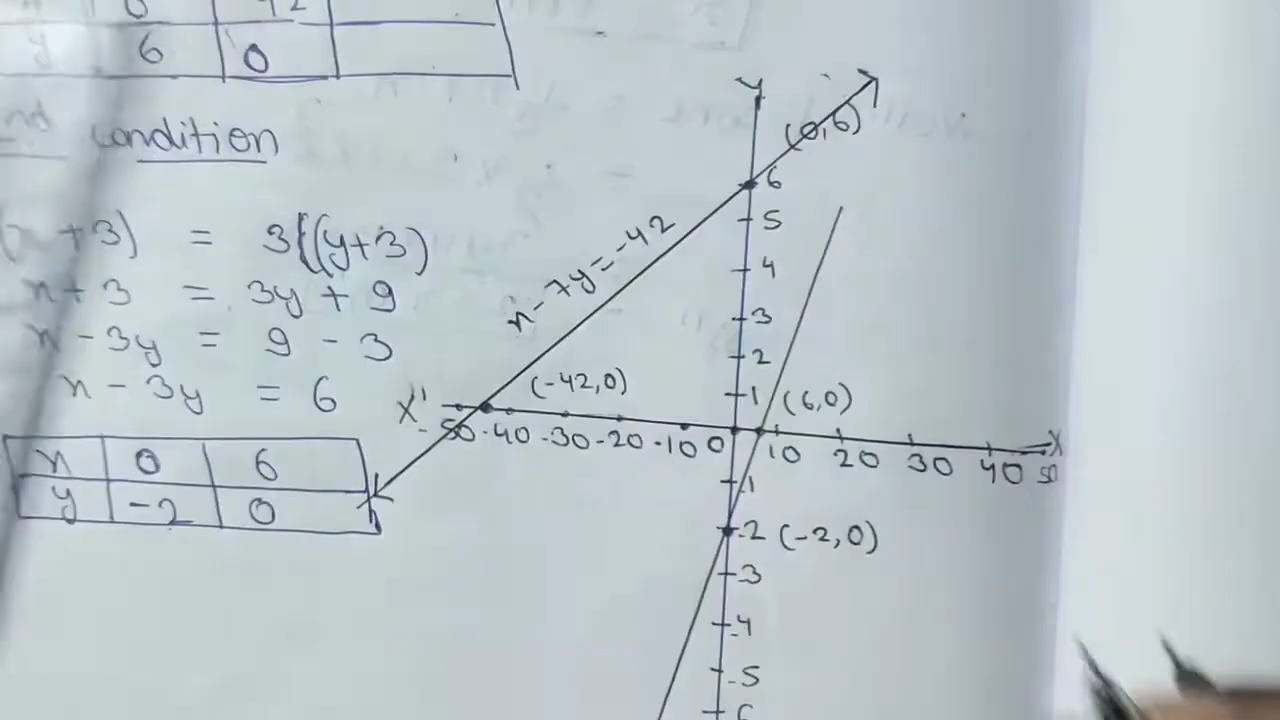 y 6 0
2nd condition
(x+3) = 3((y+3)
x+3 = 3y + 9
x - 3y = 9 - 3
x - 3y = 6
x 0 6
y -2 0
Y
(0,6)
6
5
x - 7y = -42
4
3
2
(-42,0)
1 (6,0)
X'
-50 -40 -30 -20 -10 0 10 20 30 40 50 X
-1
-2 (-2,0)
-3
-4
-5